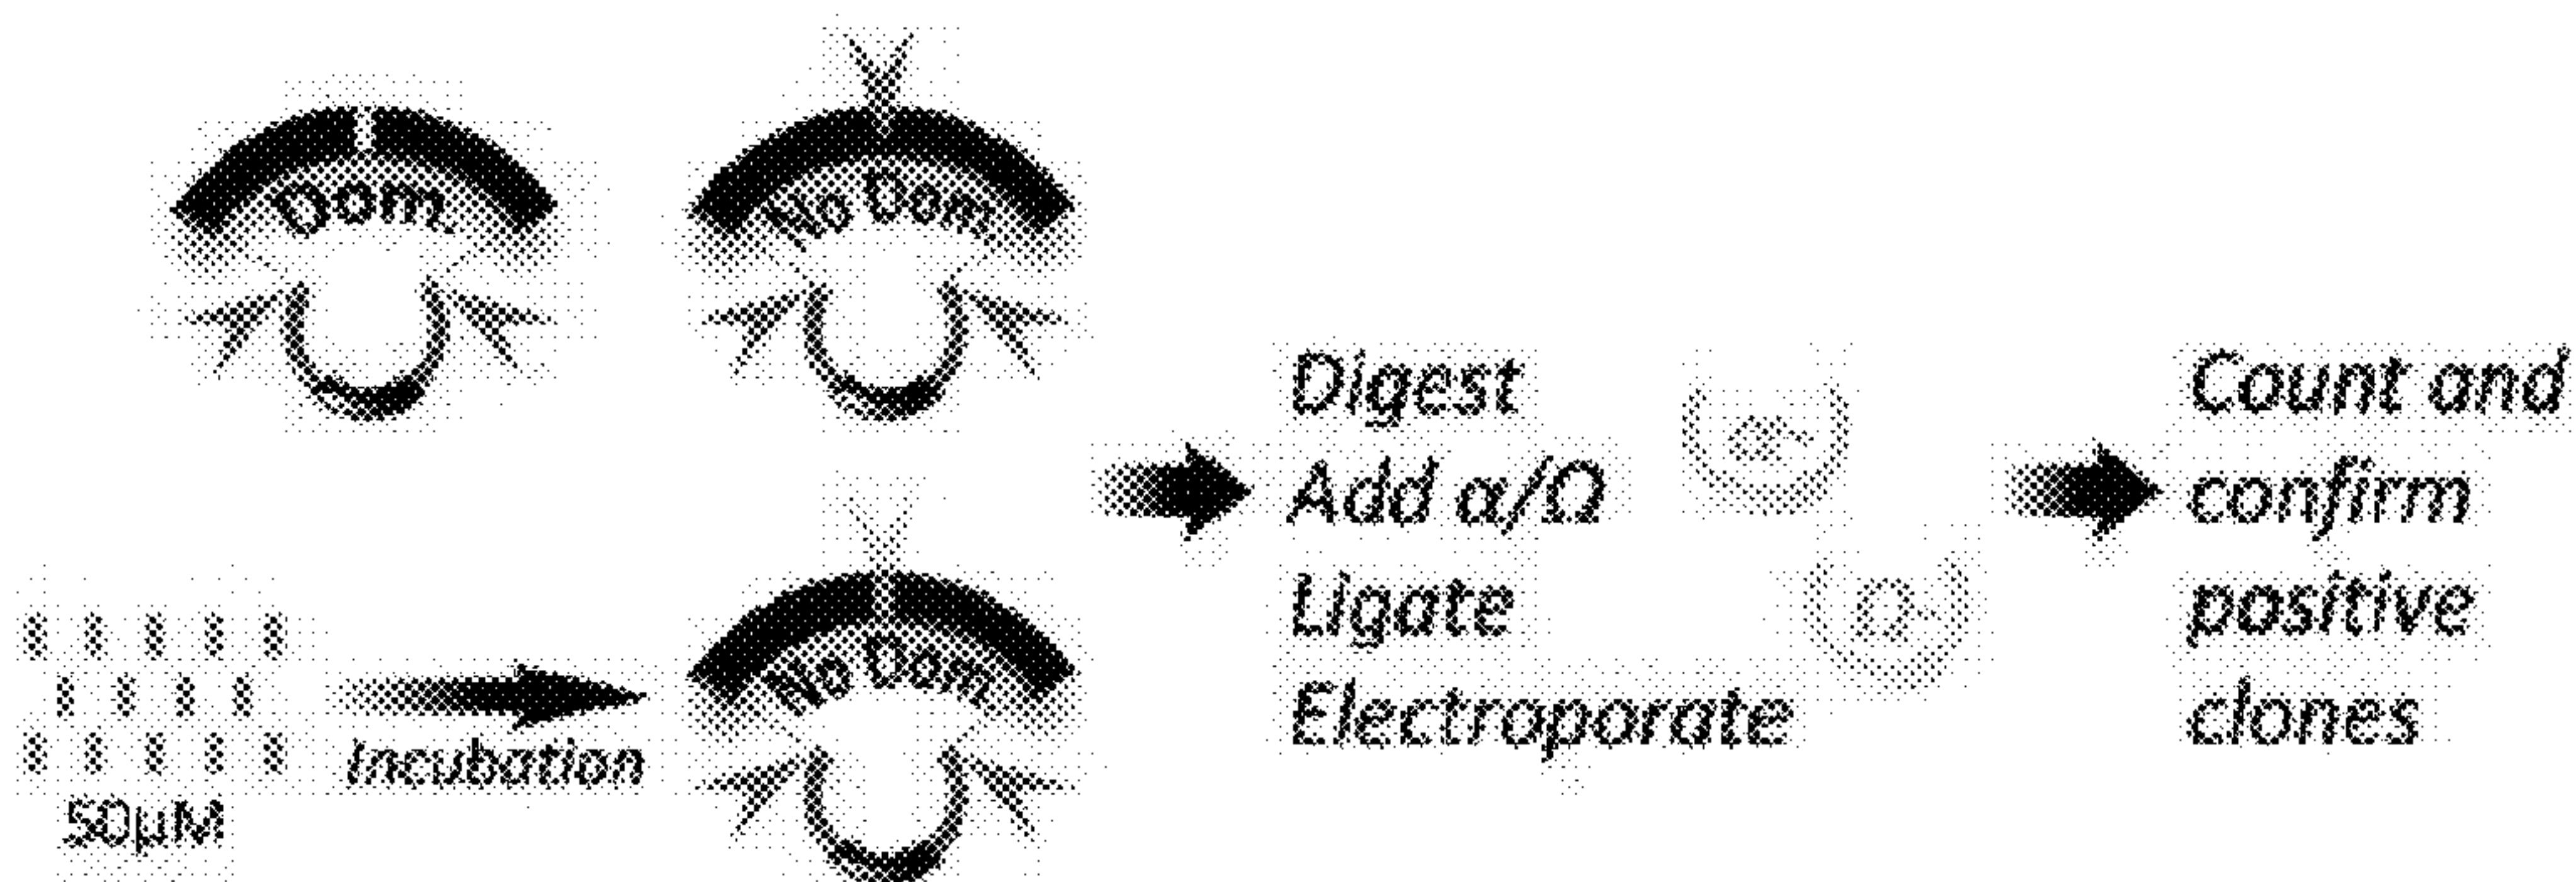 Dom
No Dom
50µM
Incubation
No Dom
Digest
Add α/Ω
Ligate
Electroporate
α
Ω
Count and
confirm
positive
clones